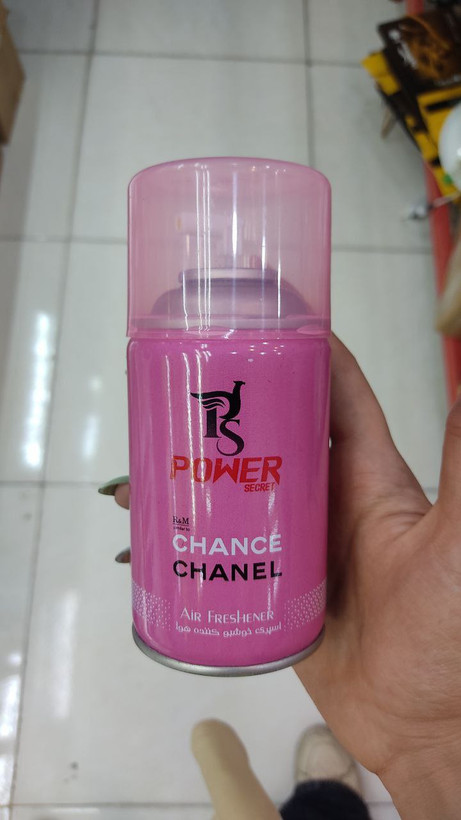 PS
POWER
SECRET
R&M
CHANCE
CHANEL
AIR FRESHENER
اسپری خوشبو کننده هوا